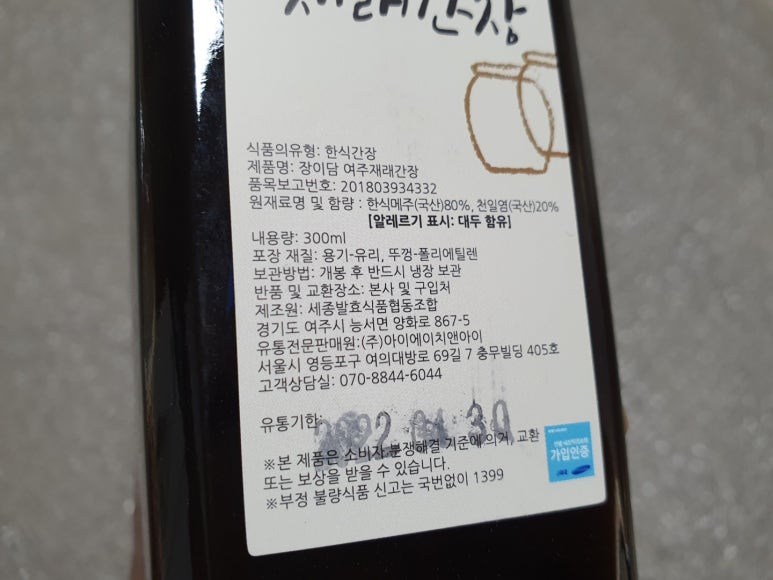 재래간장
식품의유형: 한식간장
제품명: 장이담 여주재래간장
품목보고번호: 201803934332
원재료명 및 함량 : 한식메주(국산)80%, 천일염(국산)20%
[알레르기 표시: 대두 함유]
내용량: 300ml
포장 재질: 용기-유리, 뚜껑-폴리에틸렌
보관방법: 개봉 후 반드시 냉장 보관
반품 및 교환장소: 본사 및 구입처
제조원: 세종발효식품협동조합
경기도 여주시 능서면 양화로 867-5
유통전문판매원:(주)아이에이치앤아이
서울시 영등포구 여의대방로 69길 7 충무빌딩 405호
고객상담실: 070-8844-6044
유통기한: 2022.04.30
※본 제품은 소비자 분쟁해결 기준에 의거, 교환
또는 보상을 받을 수 있습니다.
※부정 불량식품 신고는 국번없이 1399
가입인증